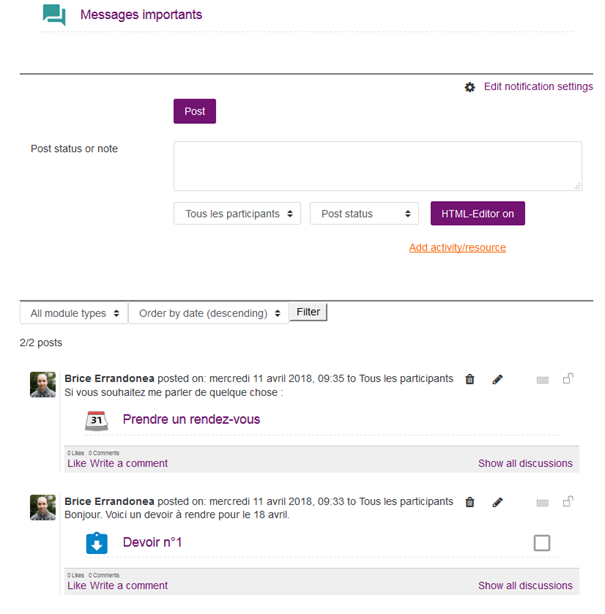 Messages importants
Edit notification settings
Post
Post status or note
Tous les participants Post status HTML-Editor on
Add activity/resource
All module types Order by date (descending) Filter
2/2 posts
Brice Errandonea posted on: mercredi 11 avril 2018, 09:35 to Tous les participants
Si vous souhaitez me parler de quelque chose :
31 Prendre un rendez-vous
0 Likes 0 Comments
Like Write a comment Show all discussions
Brice Errandonea posted on: mercredi 11 avril 2018, 09:33 to Tous les participants
Bonjour. Voici un devoir à rendre pour le 18 avril.
Devoir n°1
0 Likes 0 Comments
Like Write a comment Show all discussions